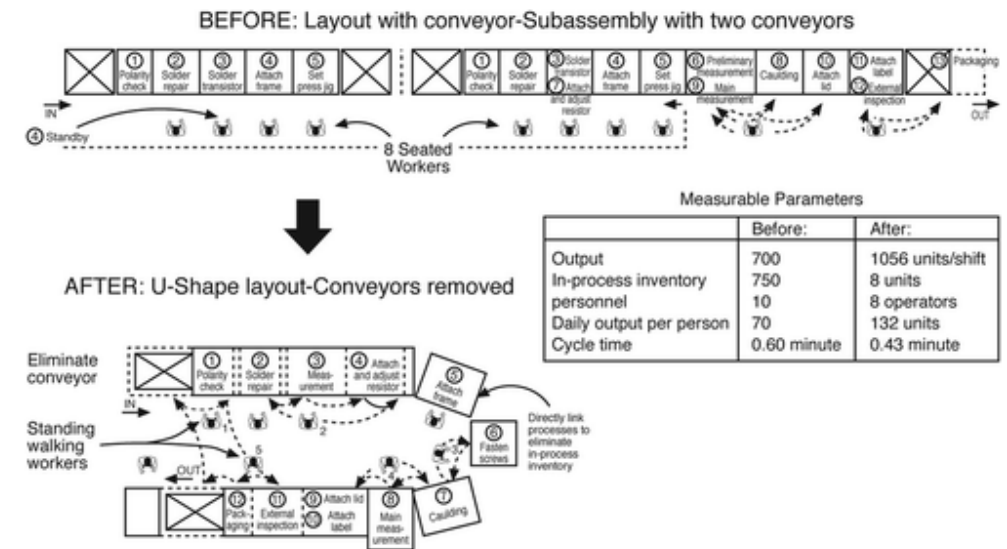 BEFORE: Layout with conveyor-Subassembly with two conveyors
① Polarity check
② Solder repair
③ Solder transistor
④ Attach frame
⑤ Set press jig
① Polarity check
② Solder repair
③ Solder transistor
⑦ Attach and adjust resistor
④ Attach frame
⑤ Set press jig
⑥ Preliminary measurement
⑨ Main measurement
⑧ Caulding
⑩ Attach lid
⑪ Attach label
⑫ External inspection
⑬ Packaging
IN
OUT
④ Standby
8 Seated
Workers
Measurable Parameters
Before: After:
Output 700 1056 units/shift
In-process inventory 750 8 units
personnel 10 8 operators
Daily output per person 70 132 units
Cycle time 0.60 minute 0.43 minute
AFTER: U-Shape layout-Conveyors removed
Eliminate
conveyor
① Polarity check
② Solder repair
③ Meas-urement
④ Attach and adjust resistor
⑤ Attach frame
IN
Standing
walking
workers
1
2
3
5
⑥ Fasten screws
Directly link
processes to
eliminate
in-process
inventory
OUT
⑫ Pack-aging
⑪ External inspection
⑨ Attach lid
⑩ Attach label
⑧ Main meas-urement
⑦ Caulding